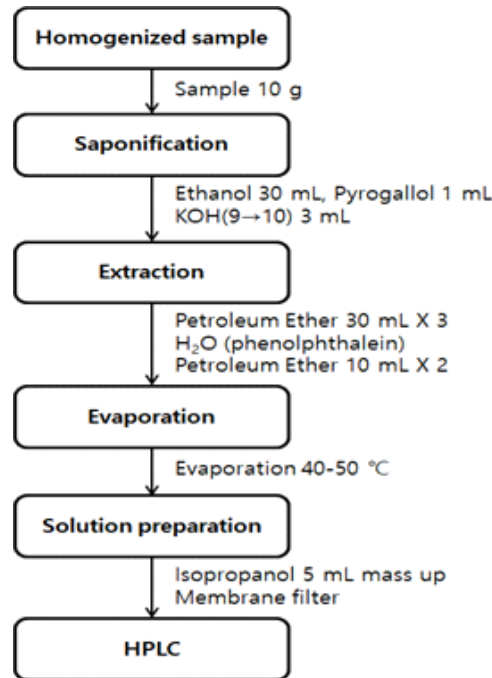 Homogenized sample
Sample 10 g
Saponification
Ethanol 30 mL, Pyrogallol 1 mL
KOH(9→10) 3 mL
Extraction
Petroleum Ether 30 mL X 3
H₂O (phenolphthalein)
Petroleum Ether 10 mL X 2
Evaporation
Evaporation 40-50 ℃
Solution preparation
Isopropanol 5 mL mass up
Membrane filter
HPLC